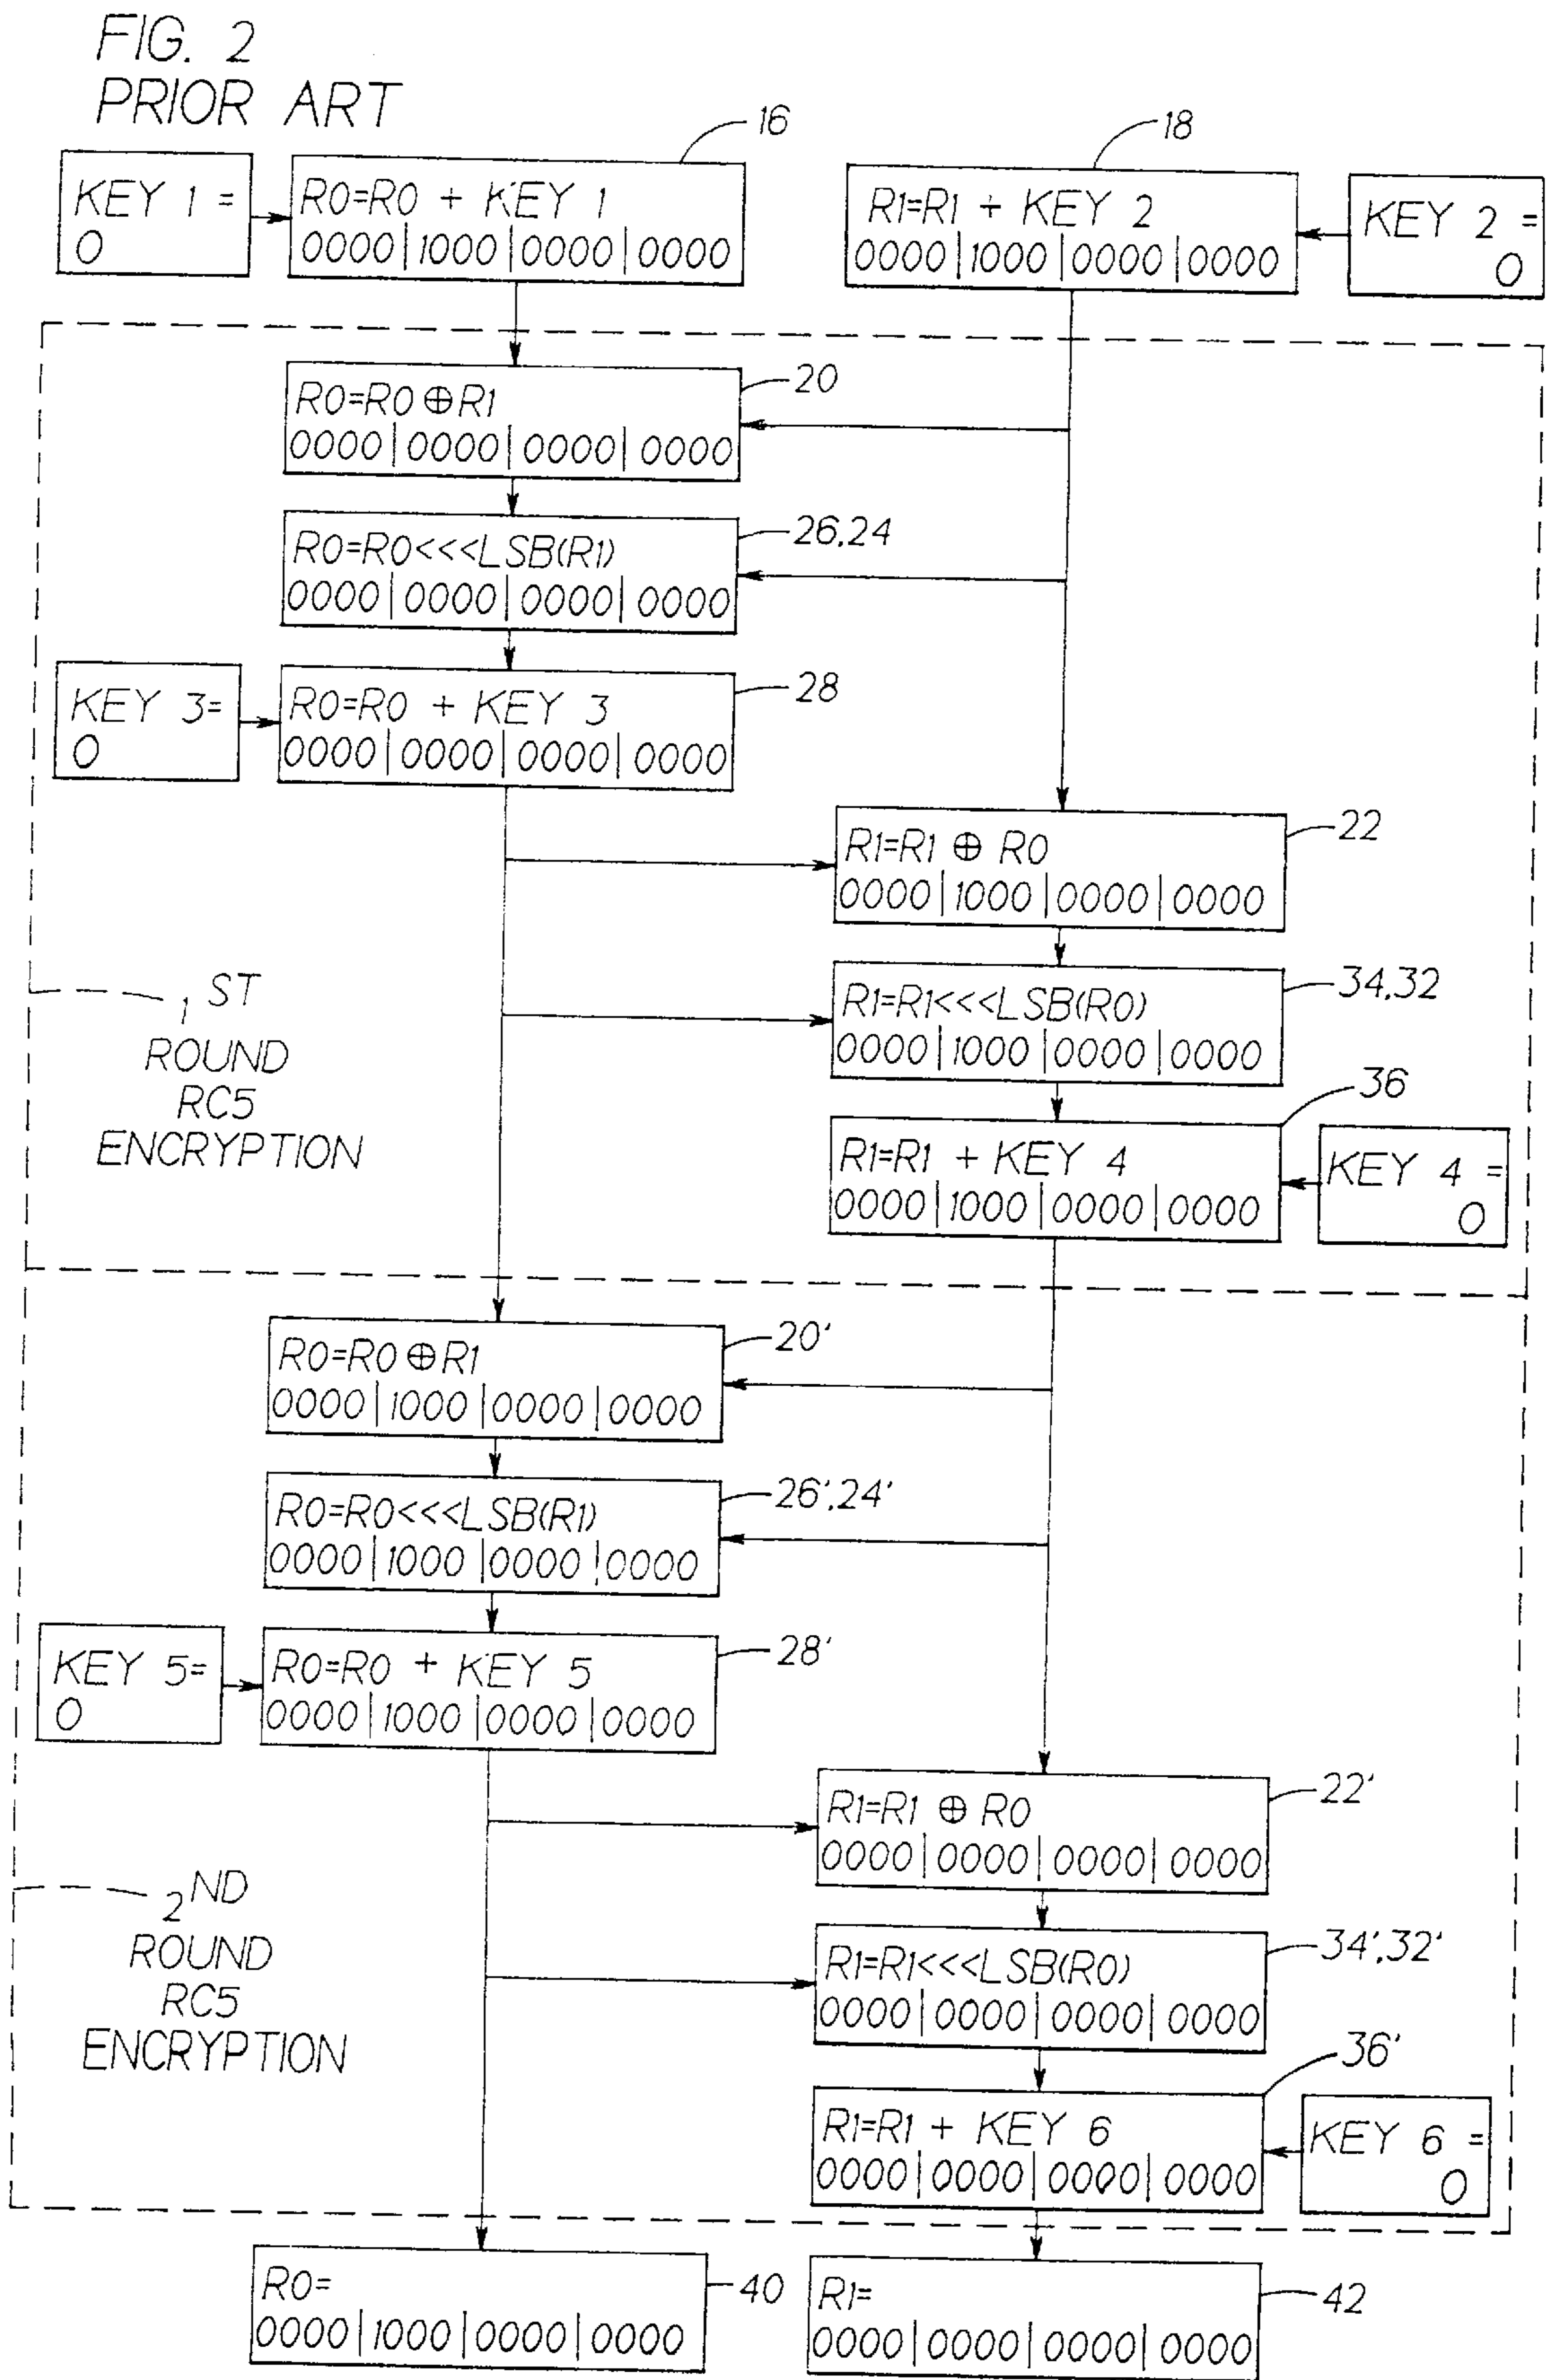 FIG. 2
PRIOR ART
16
18
KEY 1 =
0
R0=R0 + KEY 1
0000|1000|0000|0000
R1=R1 + KEY 2
0000|1000|0000|0000
KEY 2 =
0
20
R0=R0⊕R1
0000|0000|0000|0000
26,24
R0=R0<<<LSB(R1)
0000|0000|0000|0000
KEY 3=
0
28
R0=R0 + KEY 3
0000|0000|0000|0000
22
R1=R1 ⊕ R0
0000|1000|0000|0000
34,32
R1=R1<<<LSB(R0)
0000|1000|0000|0000
1 ST
ROUND
RC5
ENCRYPTION
36
R1=R1 + KEY 4
0000|1000|0000|0000
KEY 4 =
0
20'
R0=R0⊕R1
0000|1000|0000|0000
26',24'
R0=R0<<<LSB(R1)
0000|1000|0000|0000
KEY 5=
0
28'
R0=R0 + KEY 5
0000|1000|0000|0000
22'
R1=R1 ⊕ R0
0000|0000|0000|0000
2 ND
ROUND
RC5
ENCRYPTION
34',32'
R1=R1<<<LSB(R0)
0000|0000|0000|0000
36'
R1=R1 + KEY 6
0000|0000|0000|0000
KEY 6 =
0
40
R0=
0000|1000|0000|0000
42
R1=
0000|0000|0000|0000